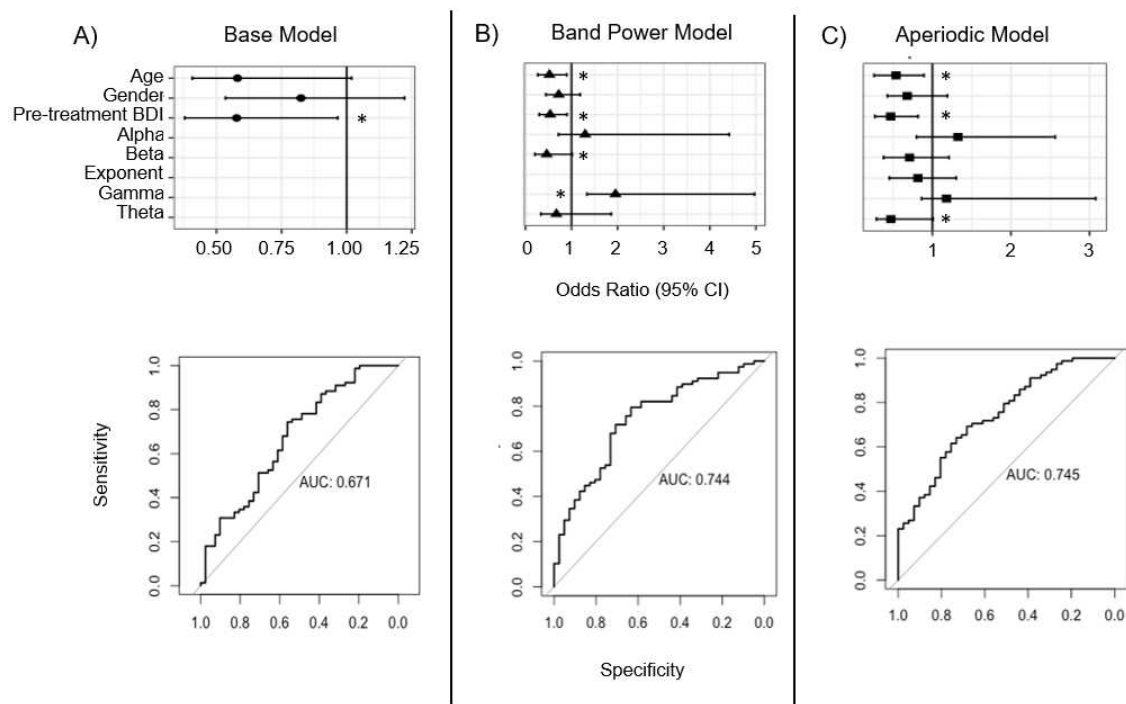 A) Base Model
Age
Gender
Pre-treatment BDI *
Alpha
Beta
Exponent
Gamma
Theta
0.50 0.75 1.00 1.25
B) Band Power Model
*
*
*
*
0 1 2 3 4 5
Odds Ratio (95% CI)
C) Aperiodic Model
*
*
*
1 2 3
Sensitivity
1.0
0.8
0.6
0.4
0.2
0.0
AUC: 0.671
1.0 0.8 0.6 0.4 0.2 0.0
1.0
0.8
0.6
0.4
0.2
0.0
AUC: 0.744
1.0 0.8 0.6 0.4 0.2 0.0
Specificity
1.0
0.8
0.6
0.4
0.2
0.0
AUC: 0.745
1.0 0.8 0.6 0.4 0.2 0.0